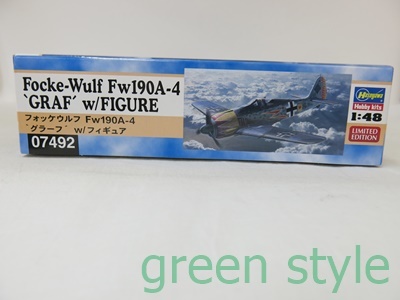 Focke-Wulf Fw190A-4
'GRAF' w/FIGURE
フォッケウルフ Fw190A-4
"グラーフ" w/フィギュア
07492
Hasegawa
Hobby kits
1:48
LIMITED
EDITION
green style